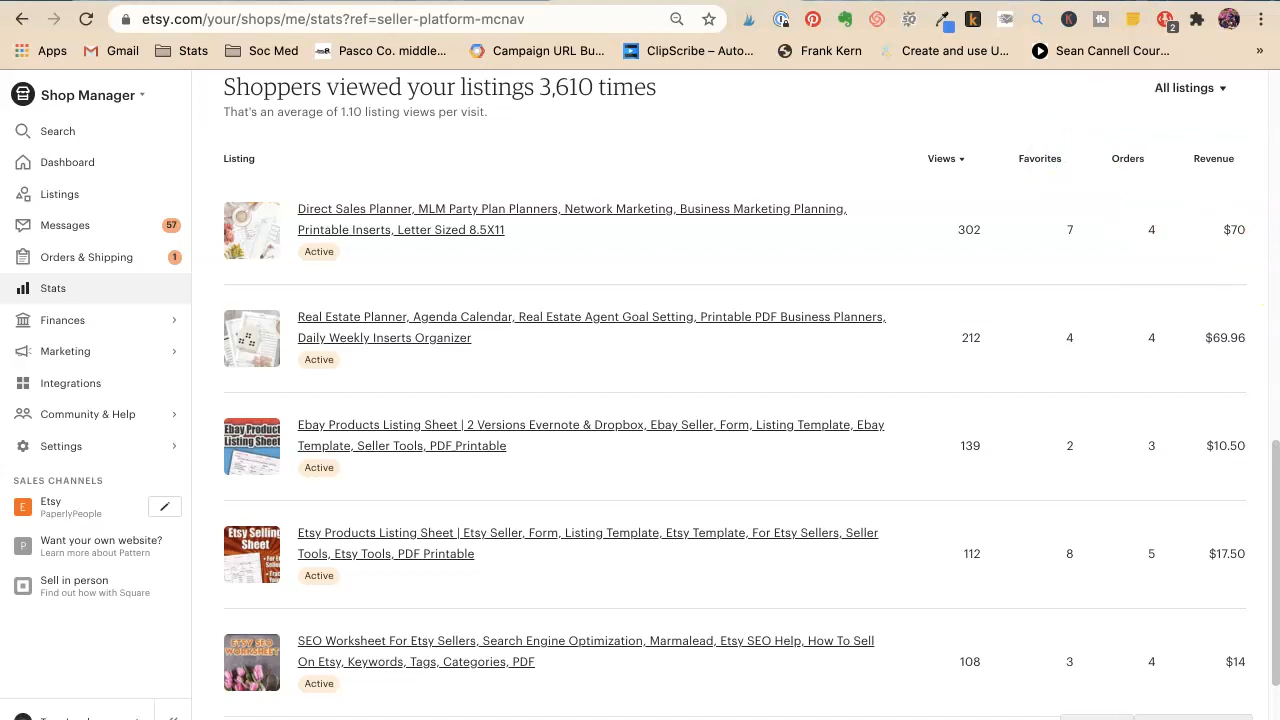 etsy.com/your/shops/me/stats?ref=seller-platform-mcnav
2
Apps Gmail Stats Soc Med Pasco Co. middle... Campaign URL Bu... ClipScribe – Auto... Frank Kern Create and use U... Sean Cannell Cour... »
Shop Manager
Search
Dashboard
Listings
Messages 57
Orders & Shipping 1
Stats
Finances
Marketing
Integrations
Community & Help
Settings
SALES CHANNELS
E Etsy
PaperlyPeople
P Want your own website?
Learn more about Pattern
Sell in person
Find out how with Square
Shoppers viewed your listings 3,610 times
All listings
That's an average of 1.10 listing views per visit.
Listing Views Favorites Orders Revenue
Direct Sales Planner, MLM Party Plan Planners, Network Marketing, Business Marketing Planning,
Printable Inserts, Letter Sized 8.5X11 302 7 4 $70
Active
Real Estate Planner, Agenda Calendar, Real Estate Agent Goal Setting, Printable PDF Business Planners,
Daily Weekly Inserts Organizer 212 4 4 $69.96
Active
Ebay Product
Listing Sheet
Ebay Products Listing Sheet | 2 Versions Evernote & Dropbox, Ebay Seller, Form, Listing Template, Ebay
Template, Seller Tools, PDF Printable 139 2 3 $10.50
Active
Etsy Selling
Sheet
Etsy Products Listing Sheet | Etsy Seller, Form, Listing Template, Etsy Template, For Etsy Sellers, Seller
Tools, Etsy Tools, PDF Printable 112 8 5 $17.50
Active
ETSY SEO
WORKSHEET
SEO Worksheet For Etsy Sellers, Search Engine Optimization, Marmalead, Etsy SEO Help, How To Sell
On Etsy, Keywords, Tags, Categories, PDF 108 3 4 $14
Active